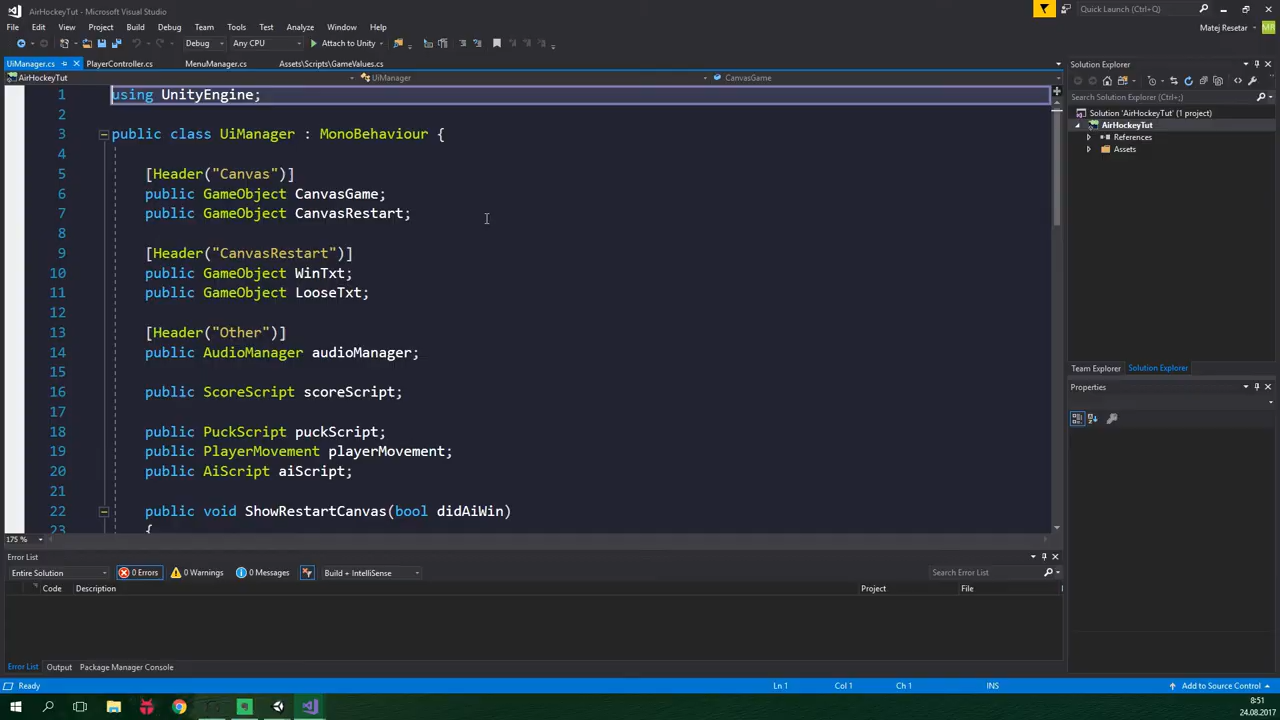 AirHockeyTut - Microsoft Visual Studio
Quick Launch (Ctrl+;)
File Edit View Project Build Debug Team Tools Test Analyze Window Help
Matej Resetar
MR
Debug Any CPU Attach to Unity
UiManager.cs PlayerController.cs MenuManager.cs Assets\Scripts\GameValues.cs
AirHockeyTut UiManager CanvasGame
1 using UnityEngine;
2
3 public class UiManager : MonoBehaviour {
4
5 [Header("Canvas")]
6 public GameObject CanvasGame;
7 public GameObject CanvasRestart;
8
9 [Header("CanvasRestart")]
10 public GameObject WinTxt;
11 public GameObject LooseTxt;
12
13 [Header("Other")]
14 public AudioManager audioManager;
15
16 public ScoreScript scoreScript;
17
18 public PuckScript puckScript;
19 public PlayerMovement playerMovement;
20 public AiScript aiScript;
21
22 public void ShowRestartCanvas(bool didAiWin)
23 {
175 %
Solution Explorer
Search Solution Explorer (Ctrl+;)
Solution 'AirHockeyTut' (1 project)
AirHockeyTut
References
Assets
Team Explorer Solution Explorer
Properties
Error List
Entire Solution 0 Errors 0 Warnings 0 Messages Build + IntelliSense Search Error List
Code Description Project File
Error List Output Package Manager Console
Ready Ln 1 Col 1 Ch 1 INS Add to Source Control
8:51
24.08.2017